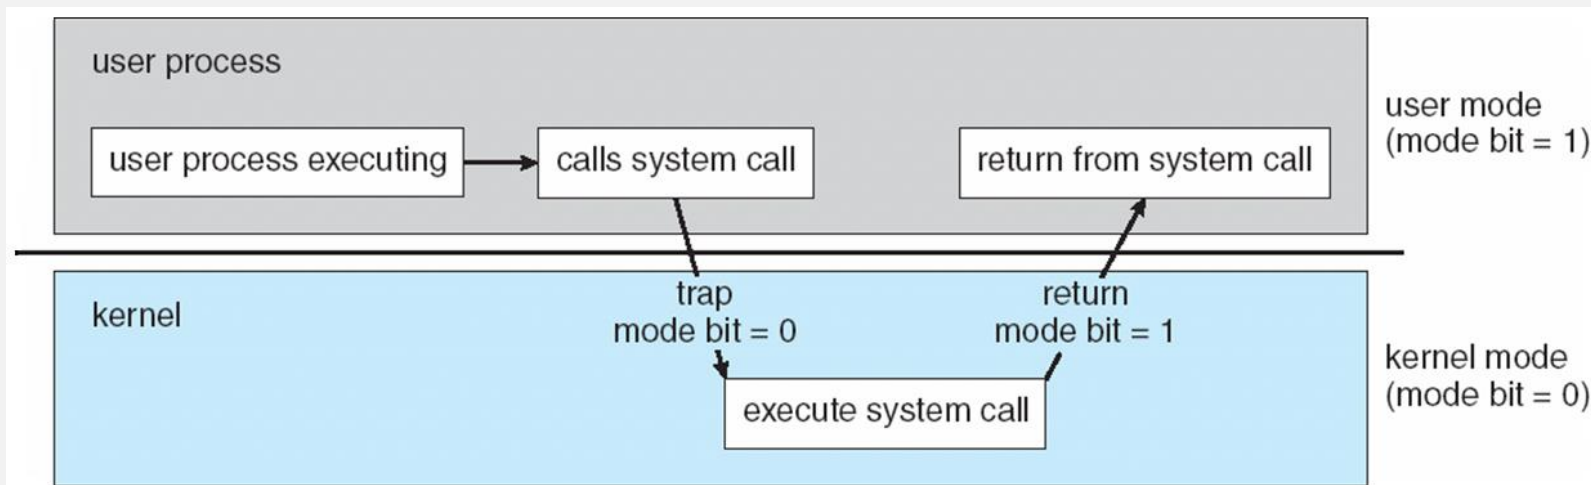 user process
user process executing
calls system call
return from system call
user mode
(mode bit = 1)
kernel
trap
mode bit = 0
return
mode bit = 1
execute system call
kernel mode
(mode bit = 0)